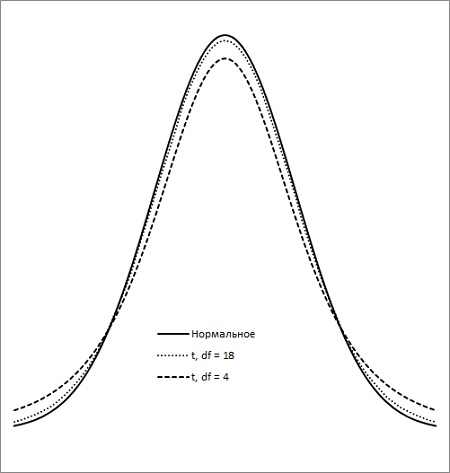 Нормальное
t, df = 18
t, df = 4